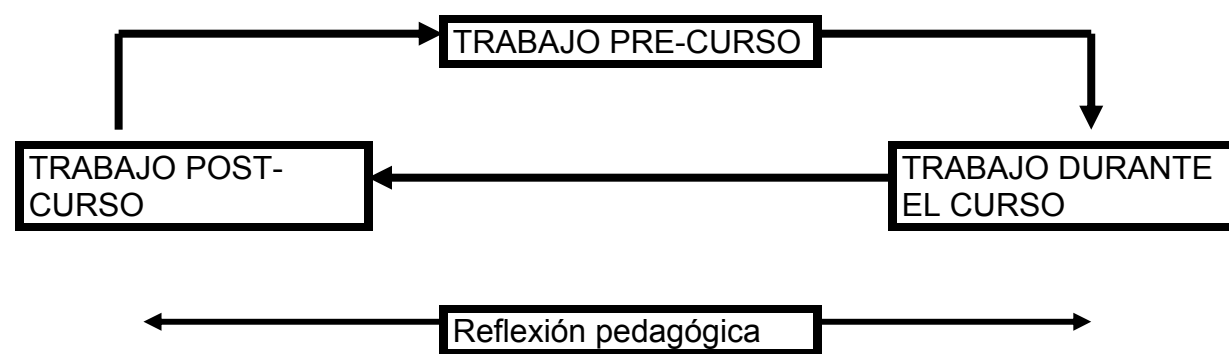 TRABAJO PRE-CURSO
TRABAJO POST-
CURSO
TRABAJO DURANTE
EL CURSO
Reflexión pedagógica